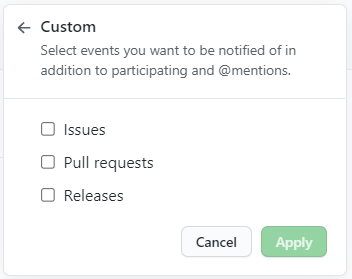 Custom
Select events you want to be notified of in
addition to participating and @mentions.
Issues
Pull requests
Releases
Cancel
Apply